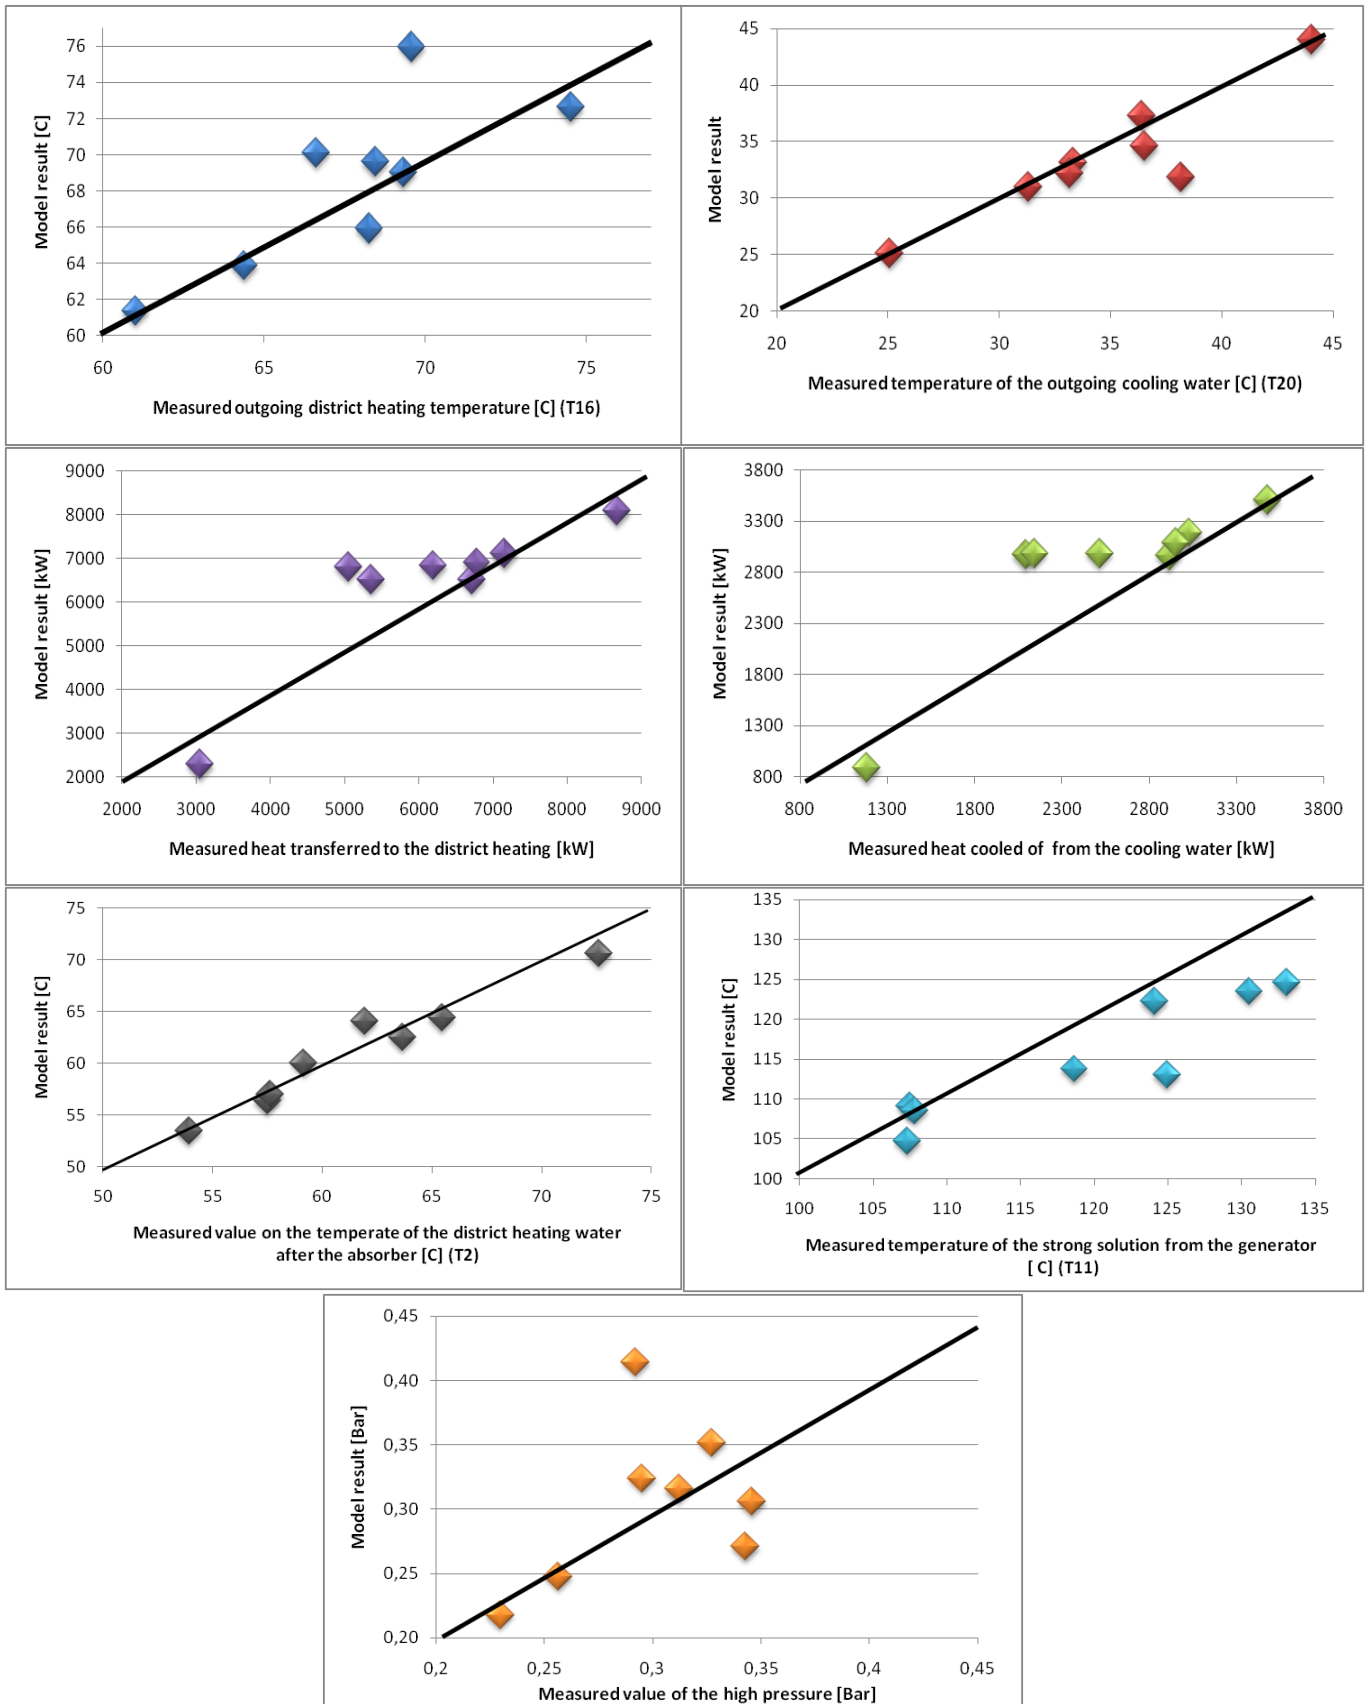 76
74
72
70
68
66
64
62
60
Model result [C]
60 65 70 75
Measured outgoing district heating temperature [C] (T16)
45
40
35
30
25
20
Model result
20 25 30 35 40 45
Measured temperature of the outgoing cooling water [C] (T20)
9000
8000
7000
6000
5000
4000
3000
2000
Model result [kW]
2000 3000 4000 5000 6000 7000 8000 9000
Measured heat transferred to the district heating [kW]
3800
3300
2800
2300
1800
1300
800
Model result [kW]
800 1300 1800 2300 2800 3300 3800
Measured heat cooled of from the cooling water [kW]
75
70
65
60
55
50
Model result [C]
50 55 60 65 70 75
Measured value on the temperate of the district heating water
after the absorber [C] (T2)
135
130
125
120
115
110
105
100
Model result [C]
100 105 110 115 120 125 130 135
Measured temperature of the strong solution from the generator
[ C] (T11)
0,45
0,40
0,35
0,30
0,25
0,20
Model result [Bar]
0,2 0,25 0,3 0,35 0,4 0,45
Measured value of the high pressure [Bar]